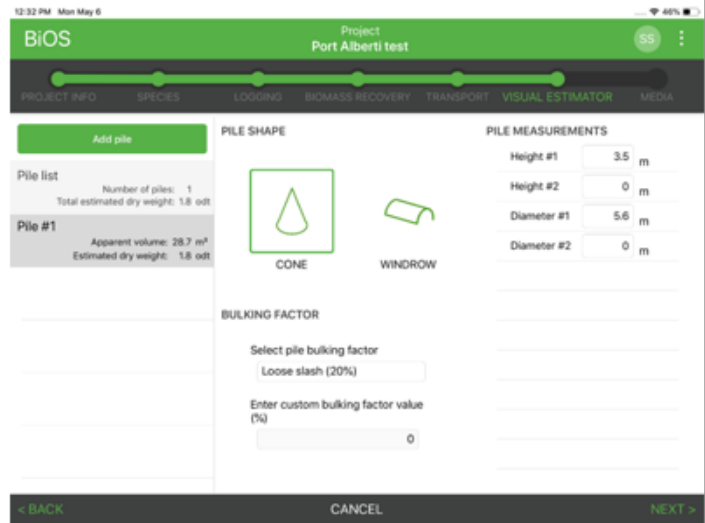 12:32 PM Mon May 6
46%
BiOS
Project
Port Alberti test
SS
PROJECT INFO
SPECIES
LOGGING
BIOMASS RECOVERY
TRANSPORT
VISUAL ESTIMATOR
MEDIA
Add pile
Pile list
Number of piles: 1
Total estimated dry weight: 1.8 odt
Pile #1
Apparent volume: 28.7 m³
Estimated dry weight: 1.8 odt
PILE SHAPE
CONE
WINDROW
BULKING FACTOR
Select pile bulking factor
Loose slash (20%)
Enter custom bulking factor value
(%)
0
PILE MEASUREMENTS
Height #1 3.5 m
Height #2 0 m
Diameter #1 5.6 m
Diameter #2 0 m
< BACK
CANCEL
NEXT >